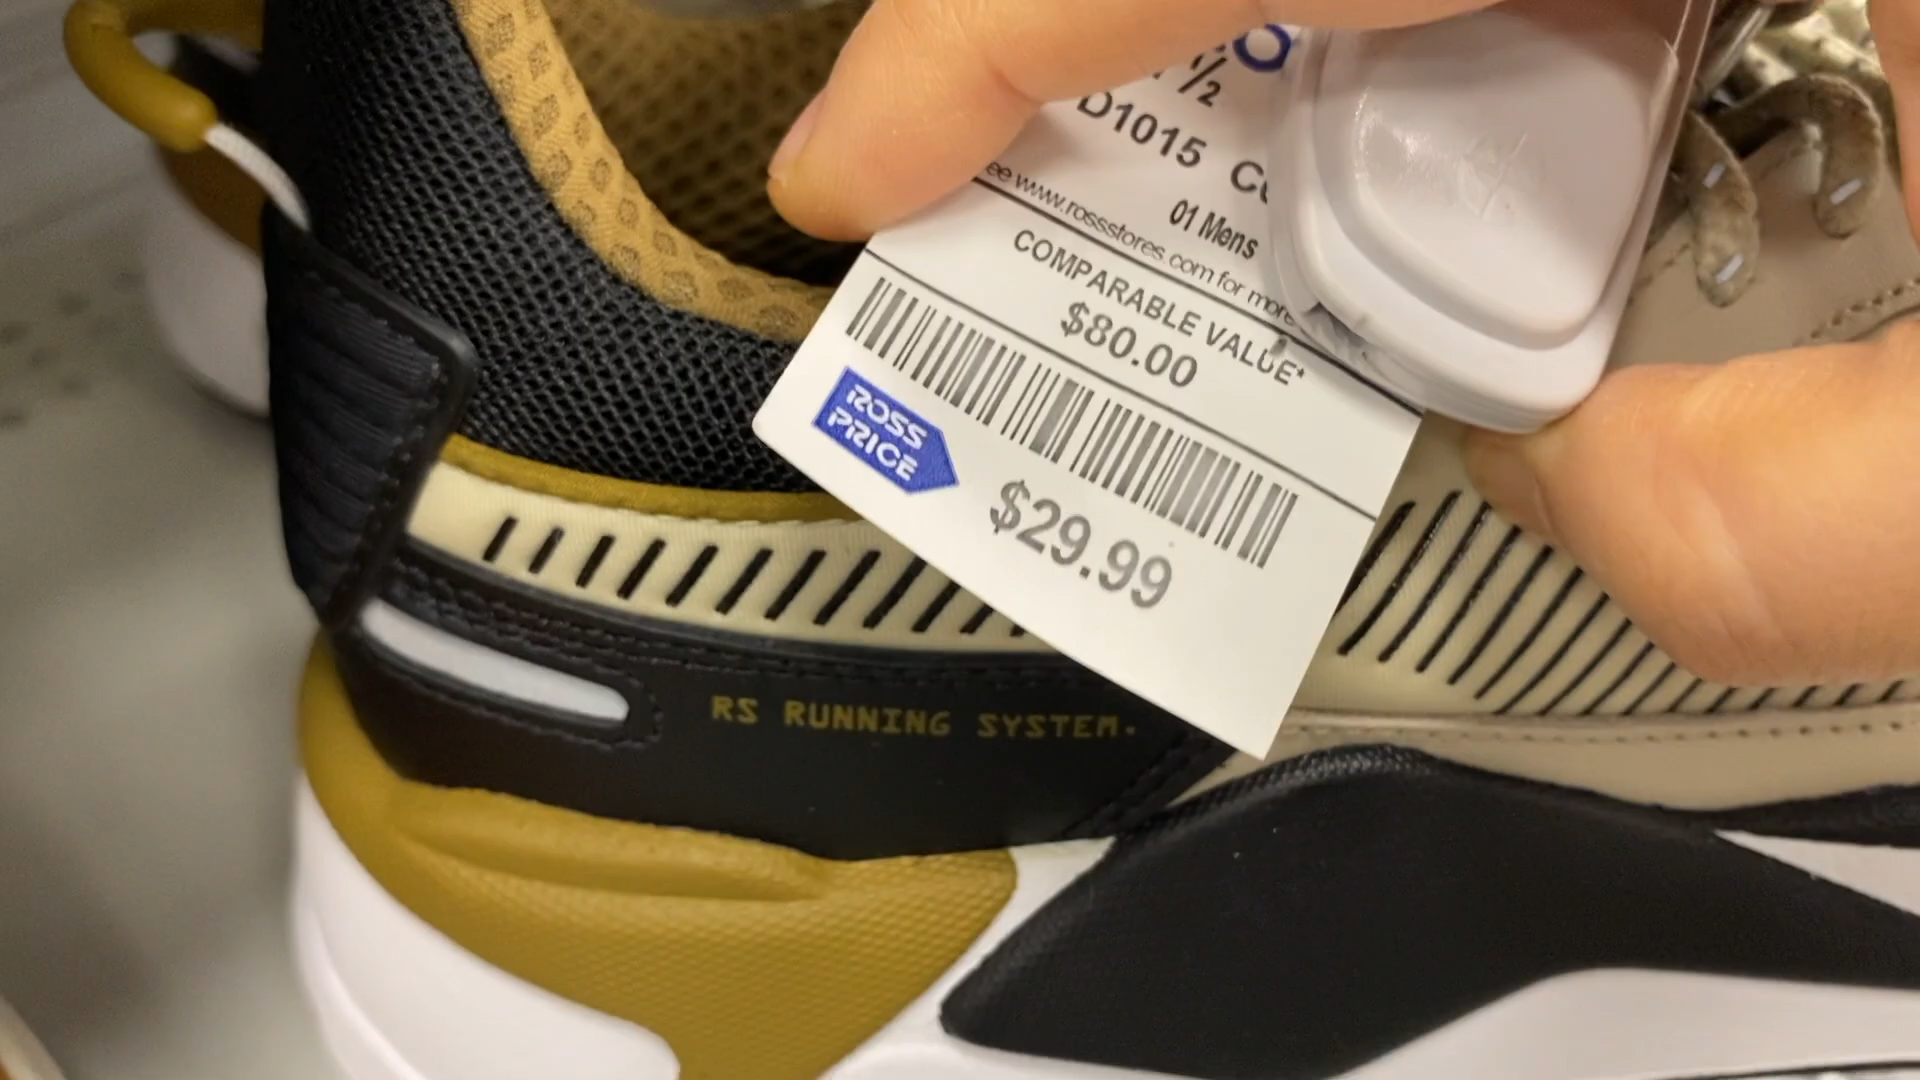 1/2
D1015
01 Mens
www.rossstores.com for more
COMPARABLE VALUE*
$80.00
ROSS
PRICE
$29.99
RS RUNNING SYSTEM.